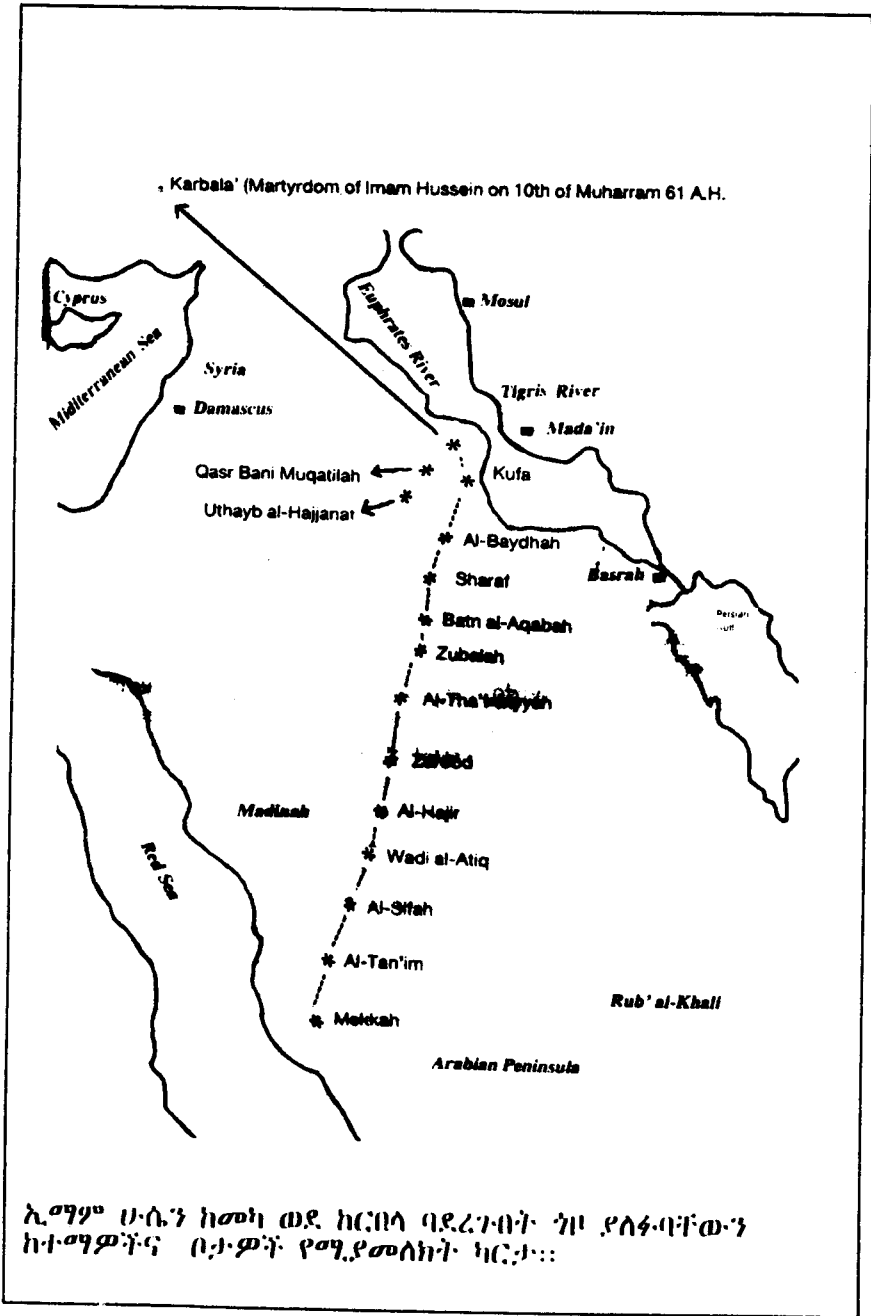 , Karbala' (Martyrdom of Imam Hussein on 10th of Muharram 61 A.H.
Cyprus
Miditerranean Sea
Syria
Damascus
Euphrates River
Mosul
Tigris River
Mada'in
Qasr Bani Muqatilah
Kufa
Uthayb al-Hajjanat
Al-Baydhah
Sharaf
Basrah
Batn al-Aqabah
Persian
Zubalah
Madinah
Al-Hajir
Red Sea
Wadi al-Atiq
Al-Sifah
Al-Tan'im
Rub' al-Khali
Mekkah
Arabian Peninsula
ኢማም ሁሴን ከመካ ወደ ከርበላ ባደረጉበት ጎዞ ያለፉባቸውን
ከተማዎችና ቦታዎች የሚያመለክት ካርታ።